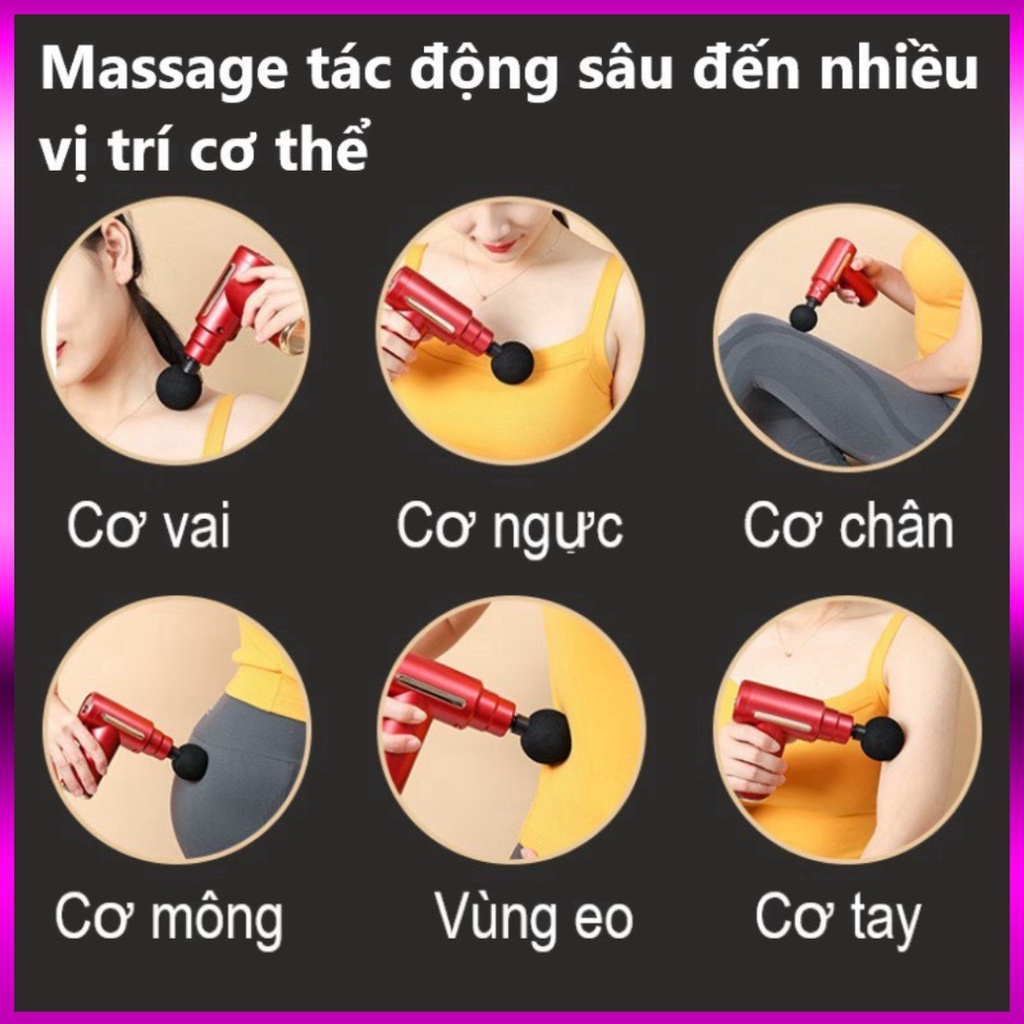 Massage tác động sâu đến nhiều
vị trí cơ thể
Cơ vai
Cơ ngực
Cơ chân
Cơ mông
Vùng eo
Cơ tay